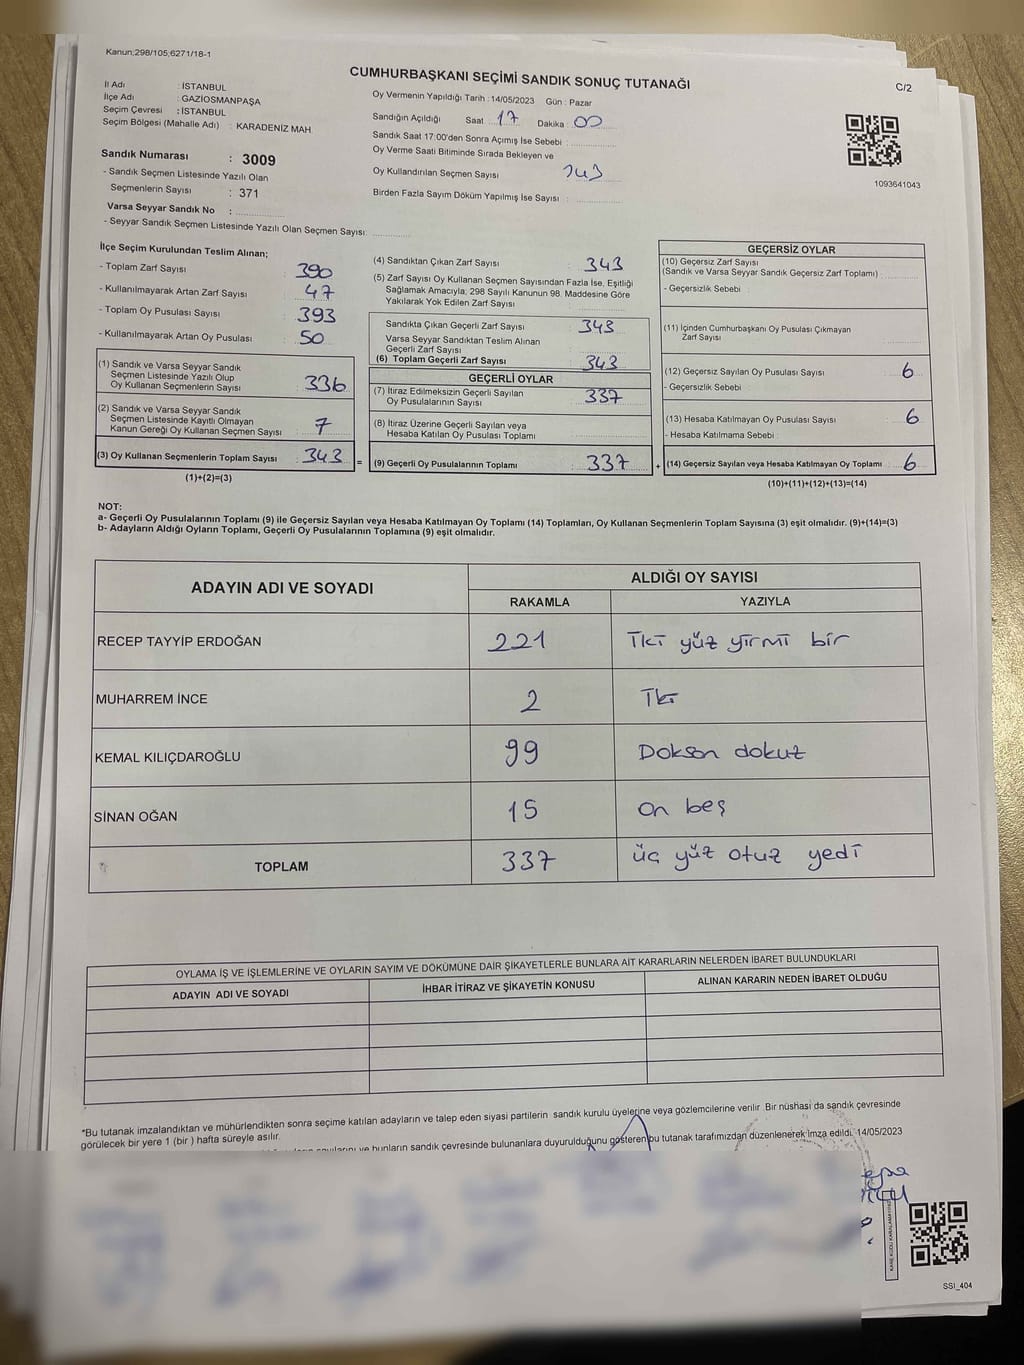 Kanun;298/105,6271/18-1
CUMHURBAŞKANI SEÇİMİ SANDIK SONUÇ TUTANAĞI
C/2
İl Adı : İSTANBUL
İlçe Adı : GAZİOSMANPAŞA
Seçim Çevresi : İSTANBUL
Seçim Bölgesi (Mahalle Adı) : KARADENİZ MAH
Oy Vermenin Yapıldığı Tarih : 14/05/2023 Gün : Pazar
Sandığın Açıldığı Saat 17 Dakika : 00
Sandık Saat 17:00'den Sonra Açımış İse Sebebi :
Oy Verme Saati Bitiminde Sırada Bekleyen ve
Oy Kullandırılan Seçmen Sayısı 343
Birden Fazla Sayım Döküm Yapılmış İse Sayısı :
1093641043
Sandık Numarası : 3009
- Sandık Seçmen Listesinde Yazılı Olan
Seçmenlerin Sayısı : 371
Varsa Seyyar Sandık No :
- Seyyar Sandık Seçmen Listesinde Yazılı Olan Seçmen Sayısı:
İlçe Seçim Kurulundan Teslim Alınan;
- Toplam Zarf Sayısı : 390
- Kullanılmayarak Artan Zarf Sayısı : 47
- Toplam Oy Pusulası Sayısı : 393
- Kullanılmayarak Artan Oy Pusulası : 50
(1) Sandık ve Varsa Seyyar Sandık
Seçmen Listesinde Yazılı Olup
Oy Kullanan Seçmenlerin Sayısı : 336
(2) Sandık ve Varsa Seyyar Sandık
Seçmen Listesinde Kayıtlı Olmayan
Kanun Gereği Oy Kullanan Seçmen Sayısı : 7
(3) Oy Kullanan Seçmenlerin Toplam Sayısı : 343 =
(1)+(2)=(3)
(4) Sandıktan Çıkan Zarf Sayısı : 343
(5) Zarf Sayısı Oy Kullanan Seçmen Sayısından Fazla İse, Eşitliği
Sağlamak Amacıyla; 298 Sayılı Kanunun 98. Maddesine Göre
Yakılarak Yok Edilen Zarf Sayısı :
Sandıkta Çıkan Geçerli Zarf Sayısı : 343
Varsa Seyyar Sandıktan Teslim Alınan
Geçerli Zarf Sayısı :
(6) Toplam Geçerli Zarf Sayısı : 343
GEÇERLİ OYLAR
(7) İtiraz Edilmeksizin Geçerli Sayılan
Oy Pusulalarının Sayısı : 337
(8) İtiraz Üzerine Geçerli Sayılan veya
Hesaba Katılan Oy Pusulası Toplamı :
(9) Geçerli Oy Pusulalarının Toplamı : 337 +
GEÇERSİZ OYLAR
(10) Geçersiz Zarf Sayısı
(Sandık ve Varsa Seyyar Sandık Geçersiz Zarf Toplamı) :
- Geçersizlik Sebebi :
(11) İçinden Cumhurbaşkanı Oy Pusulası Çıkmayan
Zarf Sayısı :
(12) Geçersiz Sayılan Oy Pusulası Sayısı : 6
- Geçersizlik Sebebi :
(13) Hesaba Katılmayan Oy Pusulası Sayısı : 6
- Hesaba Katılmama Sebebi :
(14) Geçersiz Sayılan veya Hesaba Katılmayan Oy Toplamı : 6
(10)+(11)+(12)+(13)=(14)
NOT:
a- Geçerli Oy Pusulalarının Toplamı (9) ile Geçersiz Sayılan veya Hesaba Katılmayan Oy Toplamı (14) Toplamları, Oy Kullanan Seçmenlerin Toplam Sayısına (3) eşit olmalıdır. (9)+(14)=(3)
b- Adayların Aldığı Oyların Toplamı, Geçerli Oy Pusulalarının Toplamına (9) eşit olmalıdır.
ADAYIN ADI VE SOYADI
ALDIĞI OY SAYISI
RAKAMLA YAZIYLA
RECEP TAYYİP ERDOĞAN 221 İki yüz yirmi bir
MUHARREM İNCE 2 İki
KEMAL KILIÇDAROĞLU 99 Doksan dokuz
SİNAN OĞAN 15 On beş
TOPLAM 337 üç yüz otuz yedi
OYLAMA İŞ VE İŞLEMLERİNE VE OYLARIN SAYIM VE DÖKÜMÜNE DAİR ŞİKAYETLERLE BUNLARA AİT KARARLARIN NELERDEN İBARET BULUNDUKLARI
ADAYIN ADI VE SOYADI İHBAR İTİRAZ VE ŞİKAYETİN KONUSU ALINAN KARARIN NEDEN İBARET OLDUĞU
*Bu tutanak imzalandıktan ve mühürlendikten sonra seçime katılan adayların ve talep eden siyasi partilerin sandık kurulu üyelerine veya gözlemcilerine verilir. Bir nüshası da sandık çevresinde
görülecek bir yere 1 (bir ) hafta süreyle asılır.
ve bunların sandık çevresinde bulunanlara duyurulduğunu gösteren bu tutanak tarafımızdan düzenlenerek imza edildi. 14/05/2023
SSI_404